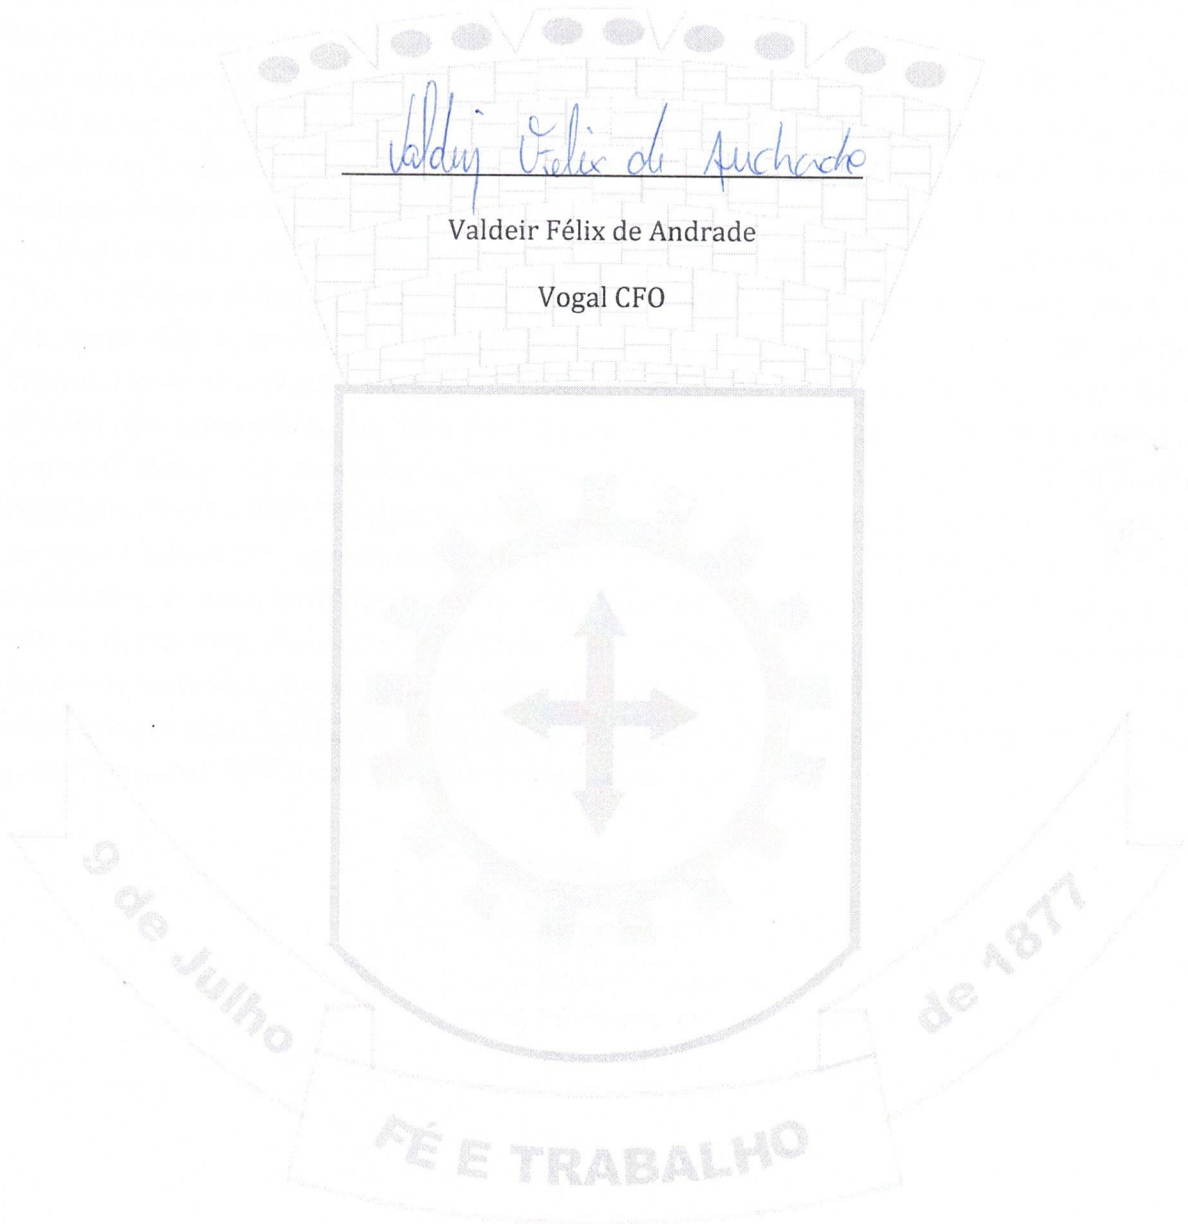 Valdeir Félix de Andrade
Valdeir Félix de Andrade
Vogal CFO
9 de Julho
de 1877
FÉ E TRABALHO